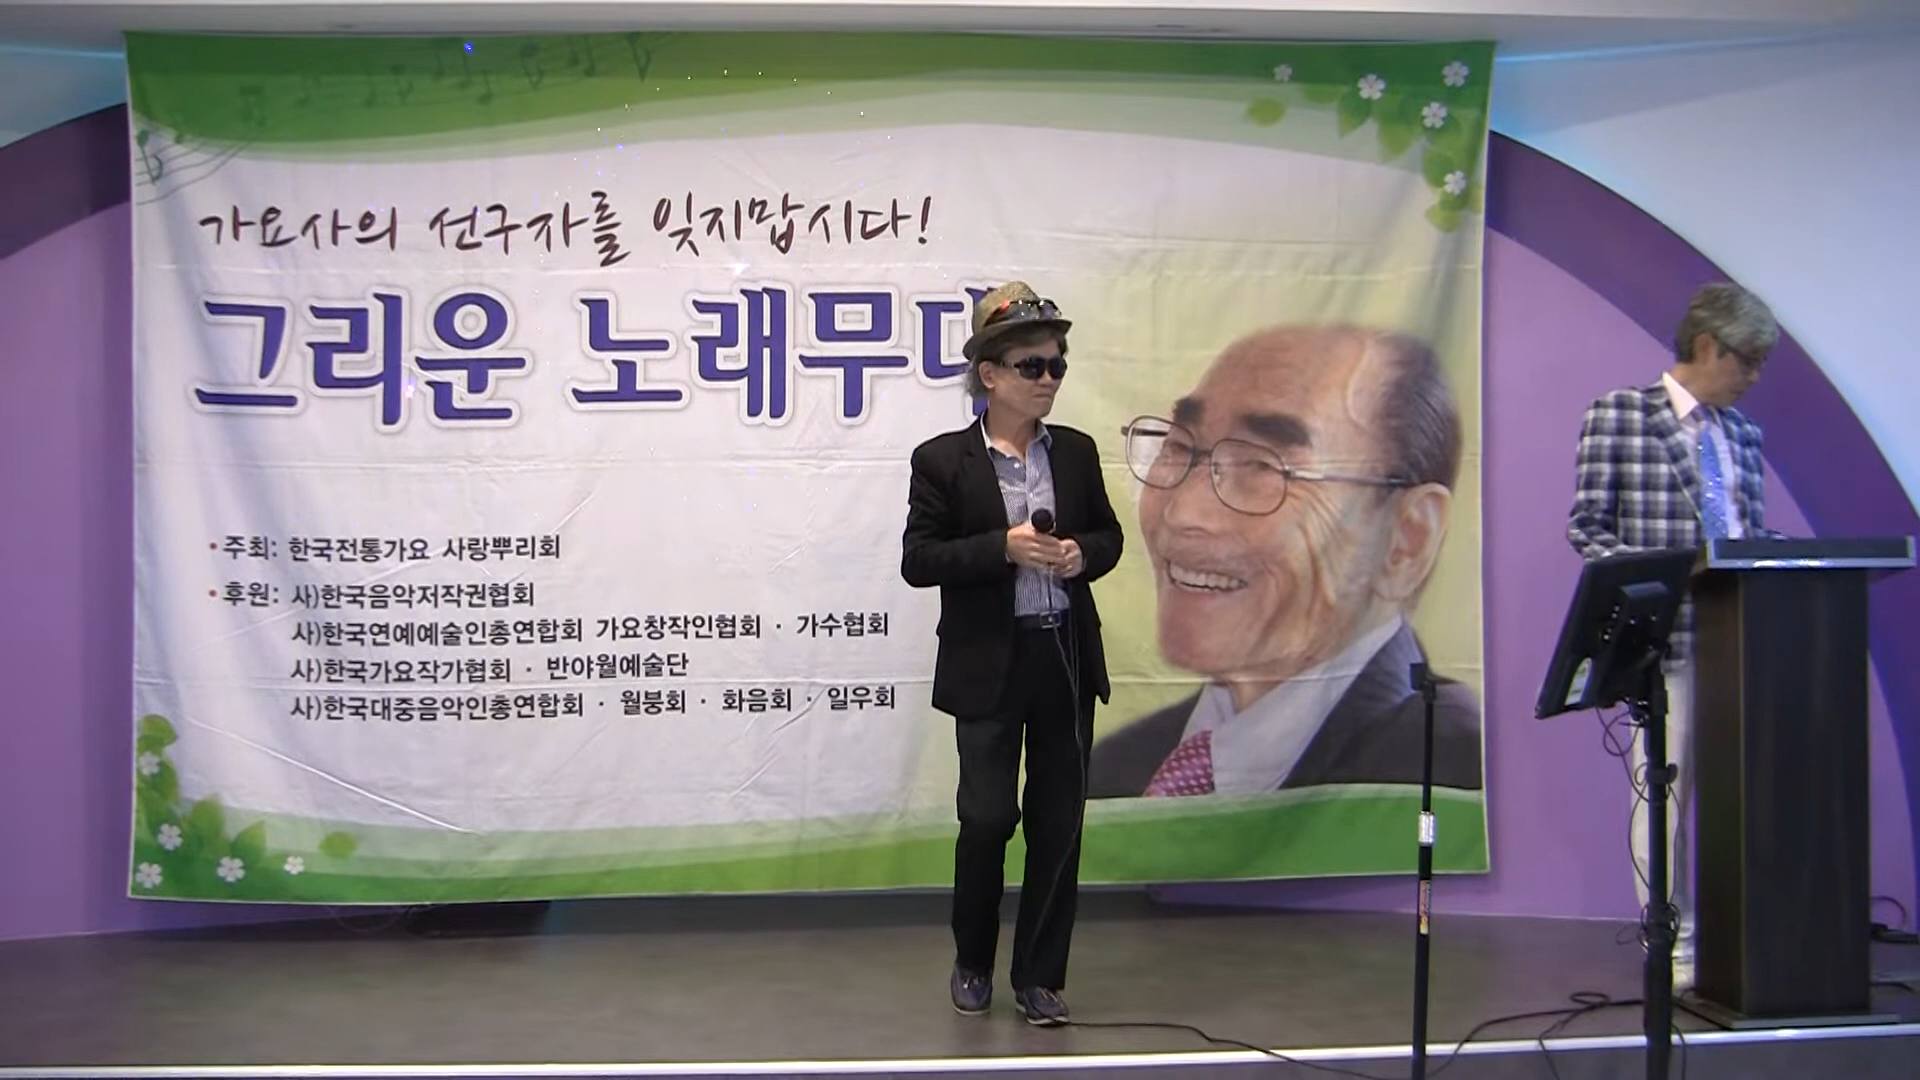 가요사의 선구자를 잊지맙시다!
그리운 노래무대
• 주최: 한국전통가요 사랑뿌리회
• 후원: 사)한국음악저작권협회
사)한국연예예술인총연합회 가요창작인협회 · 가수협회
사)한국가요작가협회 · 반야월예술단
사)한국대중음악인총연합회 · 월붕회 · 화음회 · 일우회